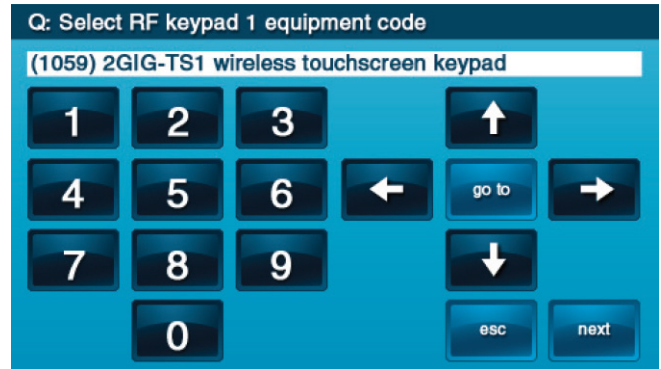 Q: Select RF keypad 1 equipment code
(1059) 2GIG-TS1 wireless touchscreen keypad
1 2 3
4 5 6 go to
7 8 9
0 esc next